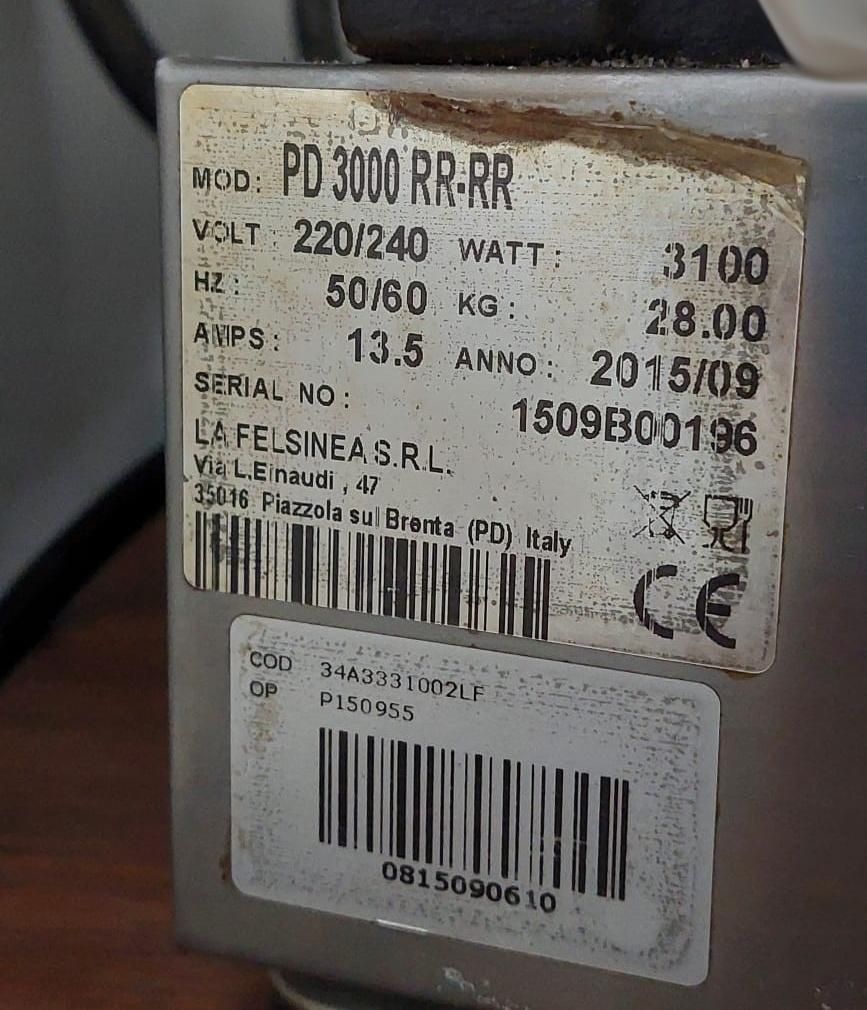 MOD: PD 3000 RR-RR
VOLT : 220/240 WATT : 3100
HZ : 50/60 KG : 28.00
AMPS : 13.5 ANNO : 2015/09
SERIAL NO : 1509B00196
LA FELSINEA S.R.L.
Via L.Einaudi , 47
35016 Piazzola sul Brenta (PD) Italy
CE
COD 34A3331002LF
OP P150955
0815090610